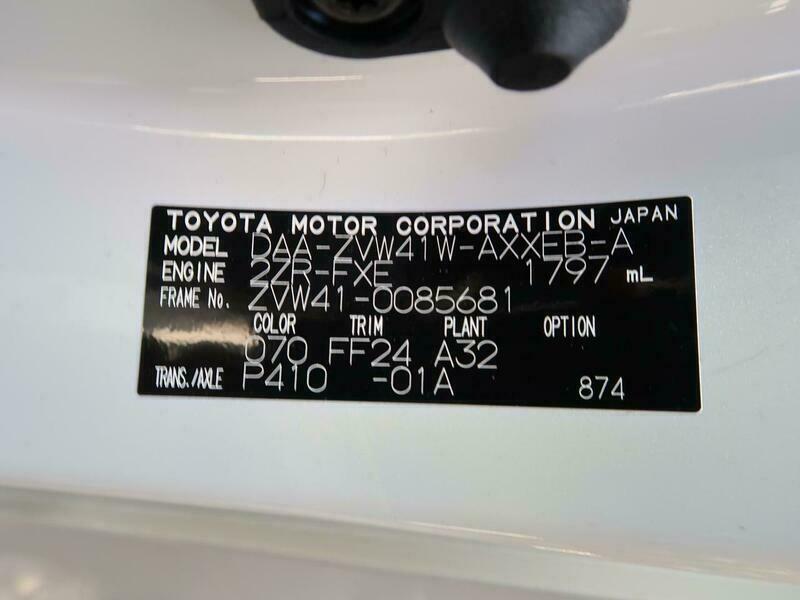 TOYOTA MOTOR CORPORATION JAPAN
MODEL DAA-ZVW41W-AXXEB-A
ENGINE 2ZR-FXE 1797 mL
FRAME No. ZVW41-0085681
COLOR TRIM PLANT OPTION
070 FF24 A32
TRANS./AXLE P410 -01A 874